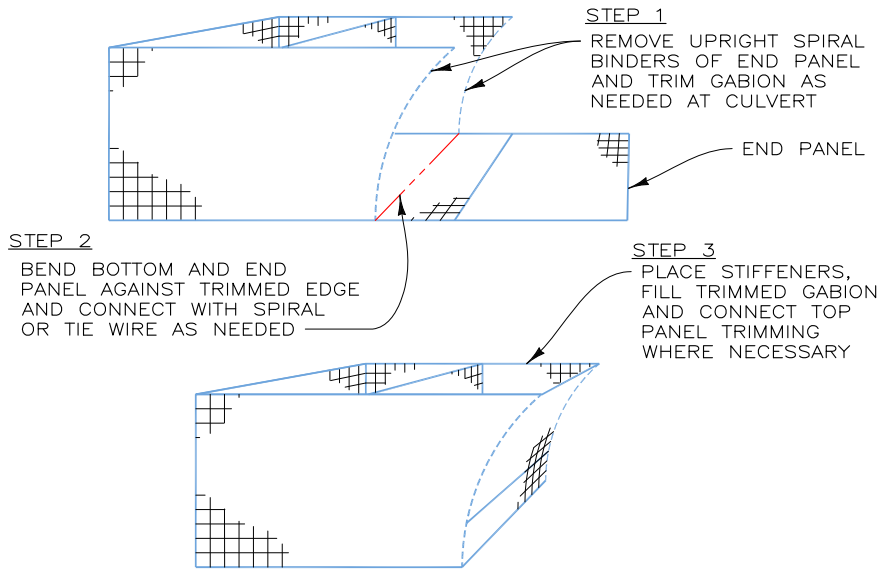 STEP 1
REMOVE UPRIGHT SPIRAL
BINDERS OF END PANEL
AND TRIM GABION AS
NEEDED AT CULVERT
END PANEL
STEP 2
BEND BOTTOM AND END
PANEL AGAINST TRIMMED EDGE
AND CONNECT WITH SPIRAL
OR TIE WIRE AS NEEDED
STEP 3
PLACE STIFFENERS,
FILL TRIMMED GABION
AND CONNECT TOP
PANEL TRIMMING
WHERE NECESSARY